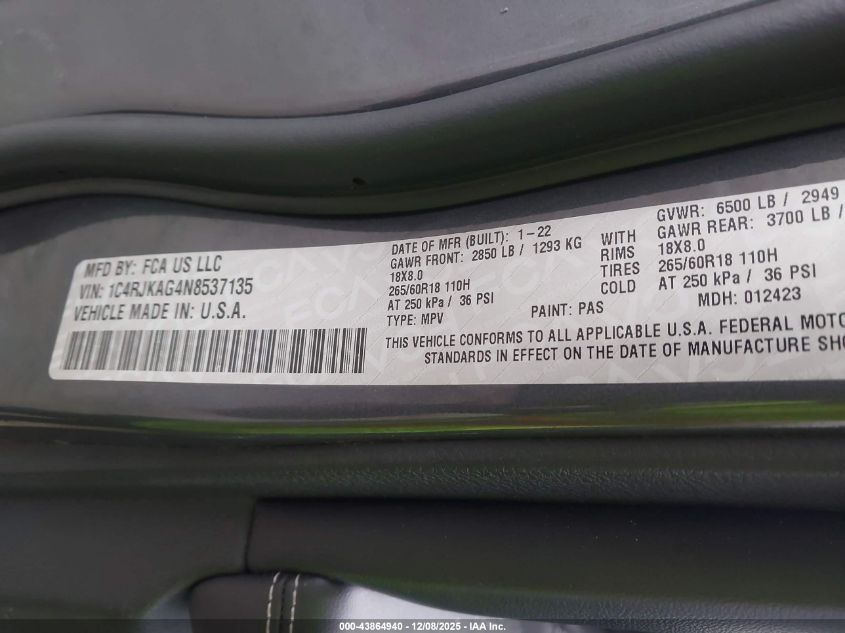 MFD BY: FCA US LLC
VIN: 1C4RJKAG4N8537135
VEHICLE MADE IN: U.S.A.
DATE OF MFR (BUILT): 1-22
GAWR FRONT: 2850 LB / 1293 KG
18X8.0
265/60R18 110H
AT 250 kPa / 36 PSI
TYPE: MPV
PAINT: PAS
WITH
RIMS
TIRES
COLD
GVWR: 6500 LB / 2949
GAWR REAR: 3700 LB /
18X8.0
265/60R18 110H
AT 250 kPa / 36 PSI
MDH: 012423
THIS VEHICLE CONFORMS TO ALL APPLICABLE U.S.A. FEDERAL MOTO
STANDARDS IN EFFECT ON THE DATE OF MANUFACTURE SHO
000-43864940 - 12/08/2025 - IAA Inc.